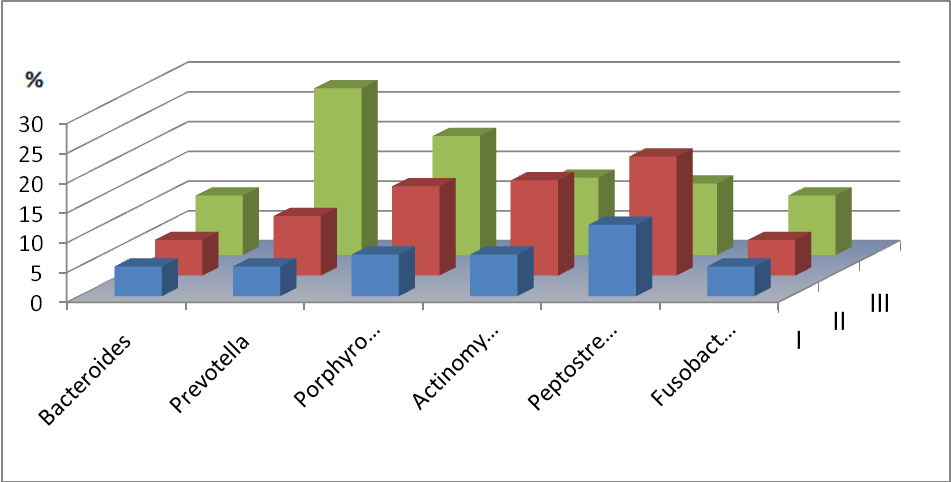 %
30
25
20
15
10
5
0
Bacteroides
Prevotella
Porphyro...
Actinomy...
Peptostre...
Fusobact...
I
II
III